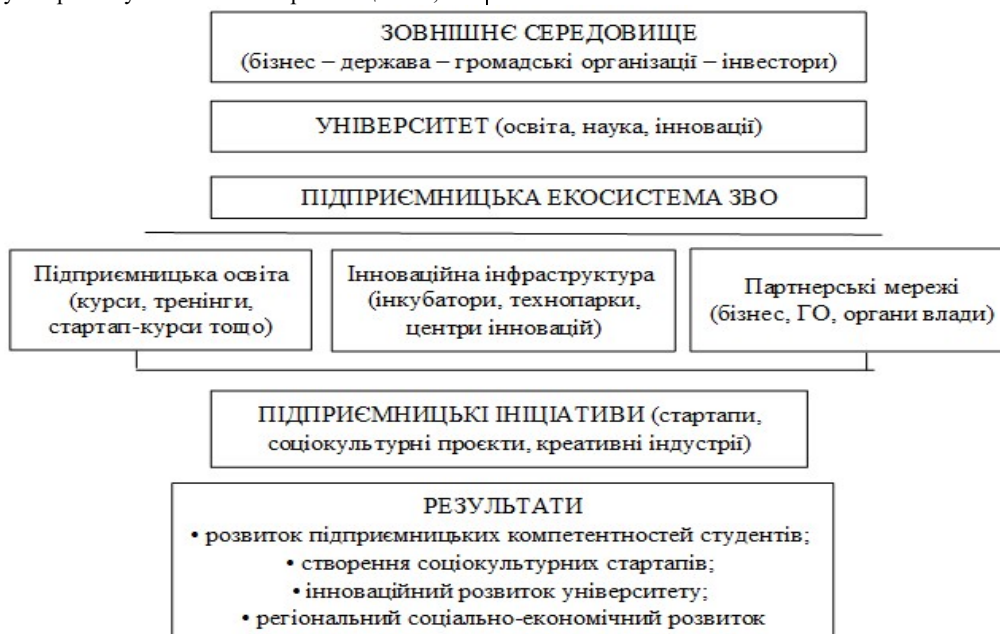 ЗОВНІШНЄ СЕРЕДОВИЩЕ
(бізнес – держава – громадські організації – інвестори)
УНІВЕРСИТЕТ (освіта, наука, інновації)
ПІДПРИЄМНИЦЬКА ЕКОСИСТЕМА ЗВО
Підприємницька освіта
(курси, тренінги,
стартап-курси тощо)
Інноваційна інфраструктура
(інкубатори, технопарки,
центри інновацій)
Партнерські мережі
(бізнес, ГО, органи влади)
ПІДПРИЄМНИЦЬКІ ІНІЦІАТИВИ (стартапи,
соціокультурні проєкти, креативні індустрії)
РЕЗУЛЬТАТИ
• розвиток підприємницьких компетентностей студентів;
• створення соціокультурних стартапів;
• інноваційний розвиток університету;
• регіональний соціально-економічний розвиток